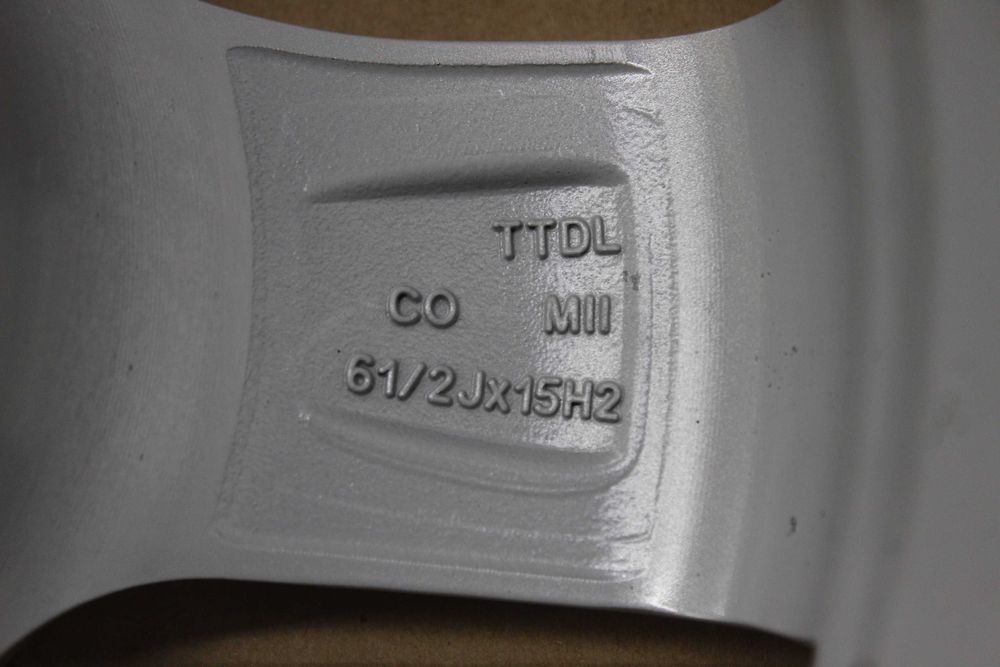 TTDL
CO MII
61/2Jx15H2